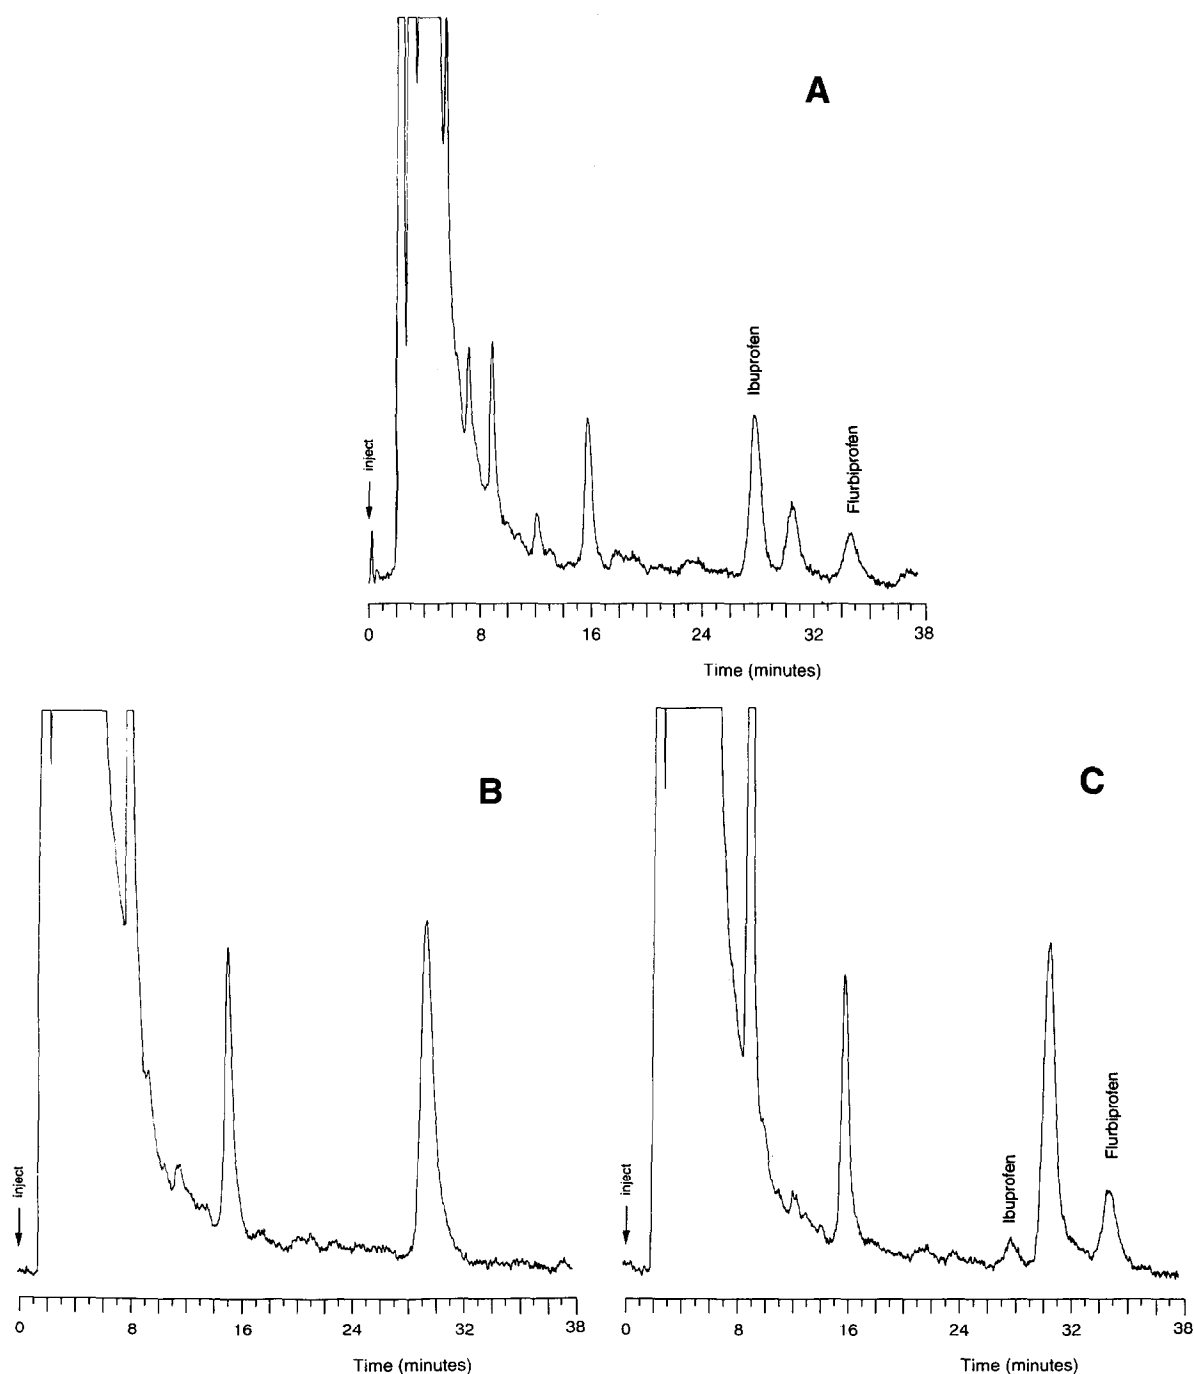 A
Ibuprofen
Flurbiprofen
inject
0 8 16 24 32 38
Time (minutes)
B
inject
0 8 16 24 32 38
Time (minutes)
C
Flurbiprofen
Ibuprofen
inject
0 8 16 24 32 38
Time (minutes)